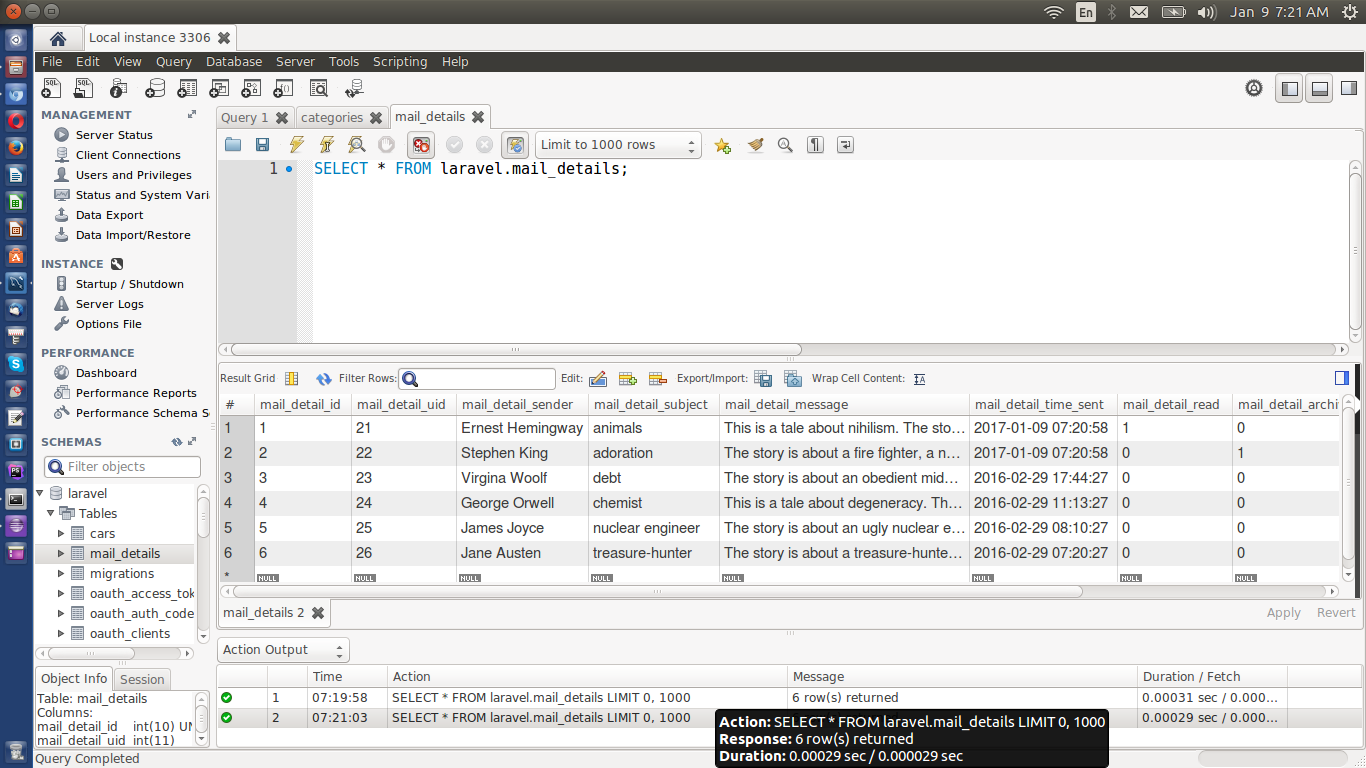 En Jan 9 7:21 AM
Local instance 3306
File Edit View Query Database Server Tools Scripting Help
MANAGEMENT
Server Status
Client Connections
Users and Privileges
Status and System Vari
Data Export
Data Import/Restore
INSTANCE
Startup / Shutdown
Server Logs
Options File
PERFORMANCE
Dashboard
Performance Reports
Performance Schema S
SCHEMAS
Filter objects
laravel
Tables
cars
mail_details
migrations
oauth_access_tok
oauth_auth_code
oauth_clients
Object Info Session
Table: mail_details
Columns:
mail_detail_id int(10) UN
mail_detail_uid int(11)
Query Completed
Query 1 categories mail_details
Limit to 1000 rows
1 SELECT * FROM laravel.mail_details;
Result Grid Filter Rows: Edit: Export/Import: Wrap Cell Content:
# mail_detail_id mail_detail_uid mail_detail_sender mail_detail_subject mail_detail_message mail_detail_time_sent mail_detail_read mail_detail_archi
1 1 21 Ernest Hemingway animals This is a tale about nihilism. The sto... 2017-01-09 07:20:58 1 0
2 2 22 Stephen King adoration The story is about a fire fighter, a n... 2017-01-09 07:20:58 0 1
3 3 23 Virgina Woolf debt The story is about an obedient mid... 2016-02-29 17:44:27 0 0
4 4 24 George Orwell chemist This is a tale about degeneracy. Th... 2016-02-29 11:13:27 0 0
5 5 25 James Joyce nuclear engineer The story is about an ugly nuclear e... 2016-02-29 08:10:27 0 0
6 6 26 Jane Austen treasure-hunter The story is about a treasure-hunte... 2016-02-29 07:20:27 0 0
* NULL NULL NULL NULL NULL NULL NULL NULL
mail_details 2 Apply Revert
Action Output
Time Action Message Duration / Fetch
1 07:19:58 SELECT * FROM laravel.mail_details LIMIT 0, 1000 6 row(s) returned 0.00031 sec / 0.000...
2 07:21:03 SELECT * FROM laravel.mail_details LIMIT 0, 1000 0.00029 sec / 0.000...
Action: SELECT * FROM laravel.mail_details LIMIT 0, 1000
Response: 6 row(s) returned
Duration: 0.00029 sec / 0.000029 sec